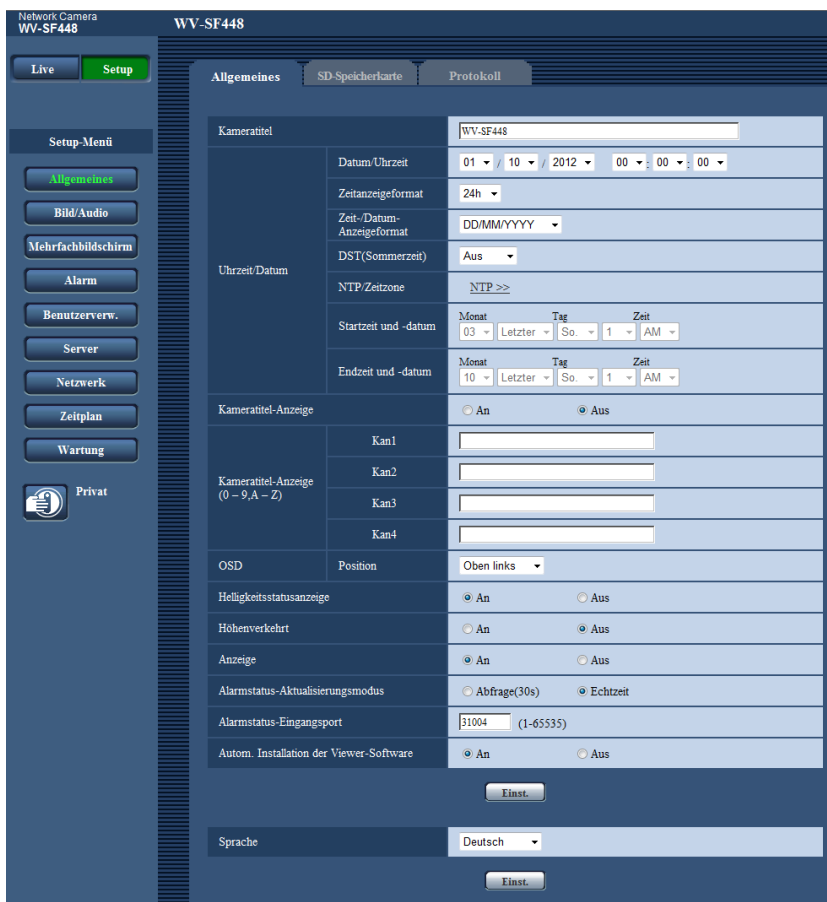 Network Camera
WV-SF448
WV-SF448
Live Setup
Allgemeines SD-Speicherkarte Protokoll
Setup-Menü
Allgemeines
Bild/Audio
Mehrfachbildschirm
Alarm
Benutzerverw.
Server
Netzwerk
Zeitplan
Wartung
Privat
Kameratitel WV-SF448
Uhrzeit/Datum
Datum/Uhrzeit 01 / 10 / 2012 00 : 00 : 00
Zeitanzeigeformat 24h
Zeit-/Datum-
Anzeigeformat DD/MM/YYYY
DST(Sommerzeit) Aus
NTP/Zeitzone NTP >>
Monat Tag Zeit
Startzeit und -datum 03 Letzter So. 1 AM
Monat Tag Zeit
Endzeit und -datum 10 Letzter So. 1 AM
Kameratitel-Anzeige An Aus
Kameratitel-Anzeige
(0 – 9,A – Z)
Kan1
Kan2
Kan3
Kan4
OSD Position Oben links
Helligkeitsstatusanzeige An Aus
Höhenverkehrt An Aus
Anzeige An Aus
Alarmstatus-Aktualisierungsmodus Abfrage(30s) Echtzeit
Alarmstatus-Eingangsport 31004 (1-65535)
Autom. Installation der Viewer-Software An Aus
Einst.
Sprache Deutsch
Einst.